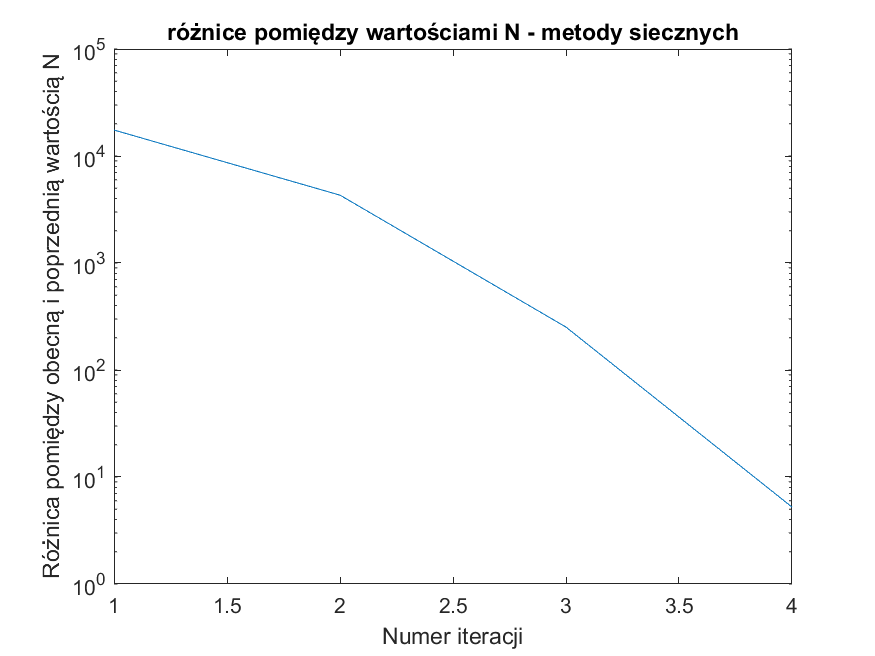 różnice pomiędzy wartościami N - metody siecznych
Różnica pomiędzy obecną i poprzednią wartością N
10^5
10^4
10^3
10^2
10^1
10^0
1 1.5 2 2.5 3 3.5 4
Numer iteracji